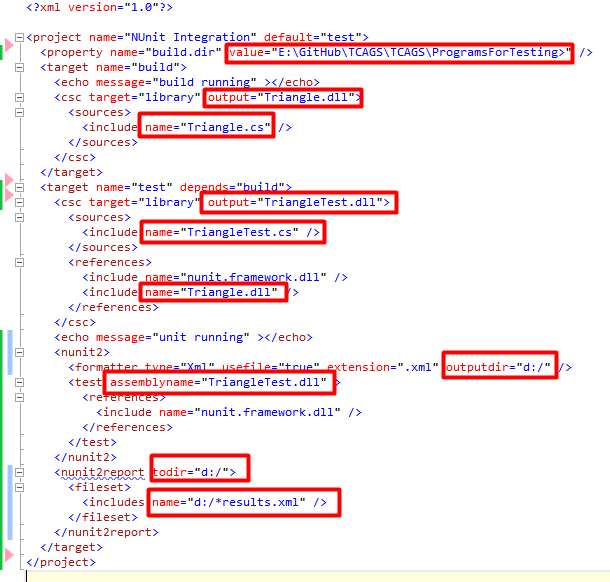 <?xml version="1.0"?>
<project name="NUnit Integration" default="test">
<property name="build.dir" value="E:\GitHub\TCAGS\TCAGS\ProgramsForTesting>" />
<target name="build">
<echo message="build running" ></echo>
<csc target="library" output="Triangle.dll">
<sources>
<include name="Triangle.cs" />
</sources>
</csc>
</target>
<target name="test" depends="build">
<csc target="library" output="TriangleTest.dll">
<sources>
<include name="TriangleTest.cs" />
</sources>
<references>
<include name="nunit.framework.dll" />
<include name="Triangle.dll" />
</references>
</csc>
<echo message="unit running" ></echo>
<nunit2>
<formatter type="Xml" usefile="true" extension=".xml" outputdir="d:/" />
<test assemblyname="TriangleTest.dll" >
<references>
<include name="nunit.framework.dll" />
</references>
</test>
</nunit2>
<nunit2report todir="d:/">
<fileset>
<includes name="d:/*results.xml" />
</fileset>
</nunit2report>
</target>
</project>